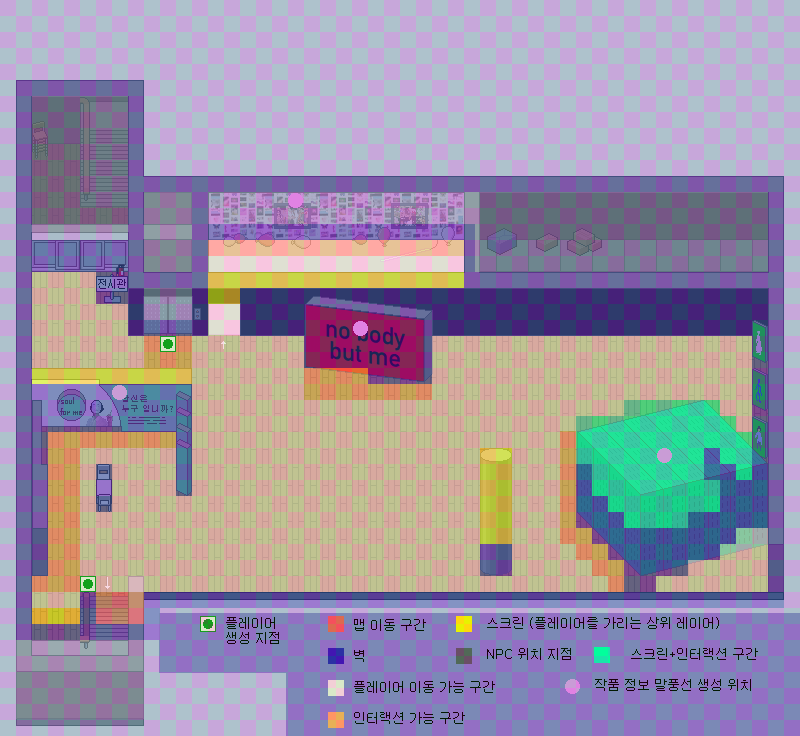 전시관
no body
but me
soul
for me
당신은
누구 입니까?
플레이어
생성 지점
맵 이동 구간
스크린 (플레이어를 가리는 상위 레이어)
벽
NPC 위치 지점
스크린+인터랙션 구간
플레이어 이동 가능 구간
작품 정보 말풍선 생성 위치
인터랙션 가능 구간